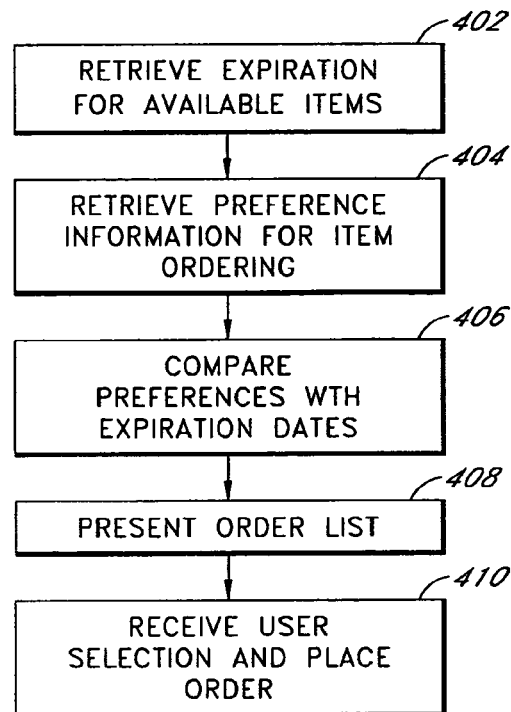 402
RETRIEVE EXPIRATION
FOR AVAILABLE ITEMS
404
RETRIEVE PREFERENCE
INFORMATION FOR ITEM
ORDERING
406
COMPARE
PREFERENCES WTH
EXPIRATION DATES
408
PRESENT ORDER LIST
410
RECEIVE USER
SELECTION AND PLACE
ORDER